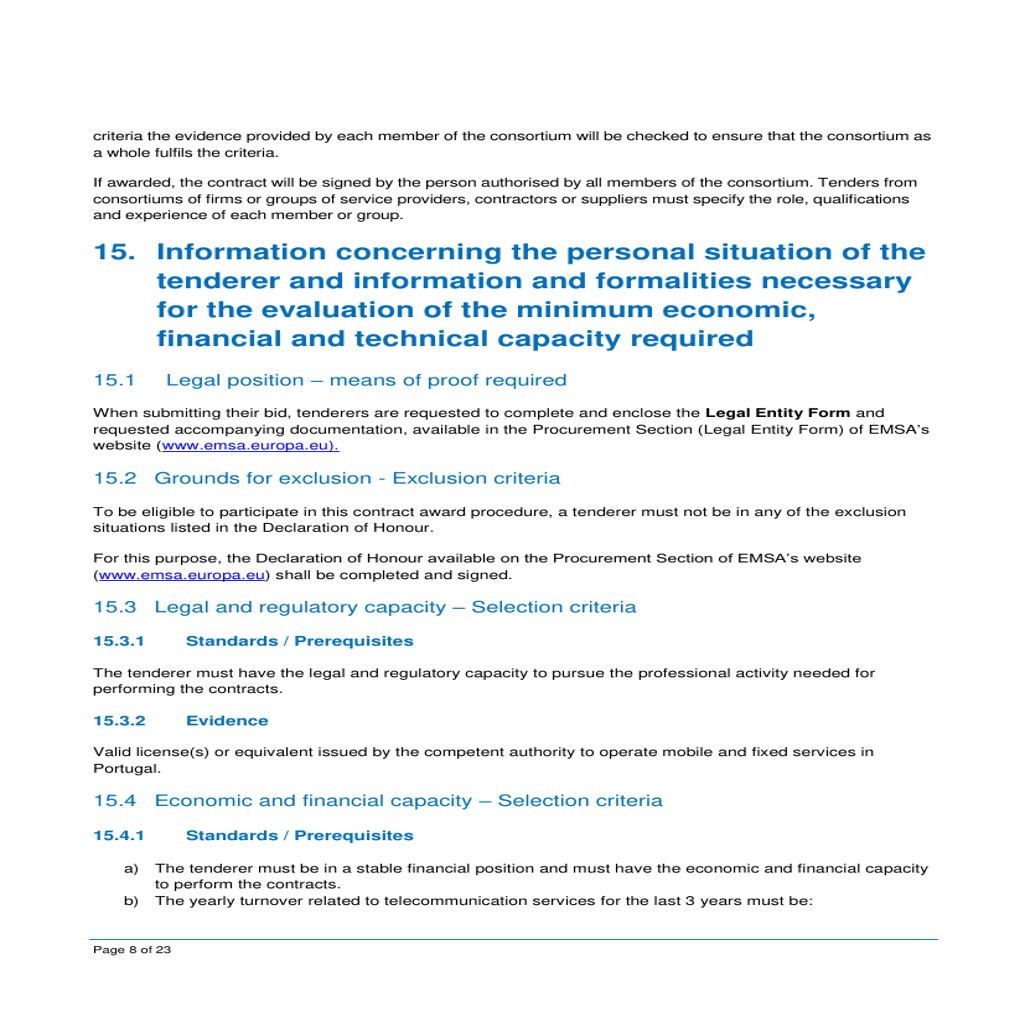 criteria the evidence provided by each member of the consortium will be checked to ensure that the consortium as
a whole fulfils the criteria.
If awarded, the contract will be signed by the person authorised by all members of the consortium. Tenders from
consortiums of firms or groups of service providers, contractors or suppliers must specify the role, qualifications
and experience of each member or group.
15. Information concerning the personal situation of the
tenderer and information and formalities necessary
for the evaluation of the minimum economic,
financial and technical capacity required
15.1 Legal position – means of proof required
When submitting their bid, tenderers are requested to complete and enclose the Legal Entity Form and
requested accompanying documentation, available in the Procurement Section (Legal Entity Form) of EMSA's
website (www.emsa.europa.eu).
15.2 Grounds for exclusion - Exclusion criteria
To be eligible to participate in this contract award procedure, a tenderer must not be in any of the exclusion
situations listed in the Declaration of Honour.
For this purpose, the Declaration of Honour available on the Procurement Section of EMSA's website
(www.emsa.europa.eu) shall be completed and signed.
15.3 Legal and regulatory capacity – Selection criteria
15.3.1 Standards / Prerequisites
The tenderer must have the legal and regulatory capacity to pursue the professional activity needed for
performing the contracts.
15.3.2 Evidence
Valid license(s) or equivalent issued by the competent authority to operate mobile and fixed services in
Portugal.
15.4 Economic and financial capacity – Selection criteria
15.4.1 Standards / Prerequisites
a) The tenderer must be in a stable financial position and must have the economic and financial capacity
to perform the contracts.
b) The yearly turnover related to telecommunication services for the last 3 years must be:
Page 8 of 23